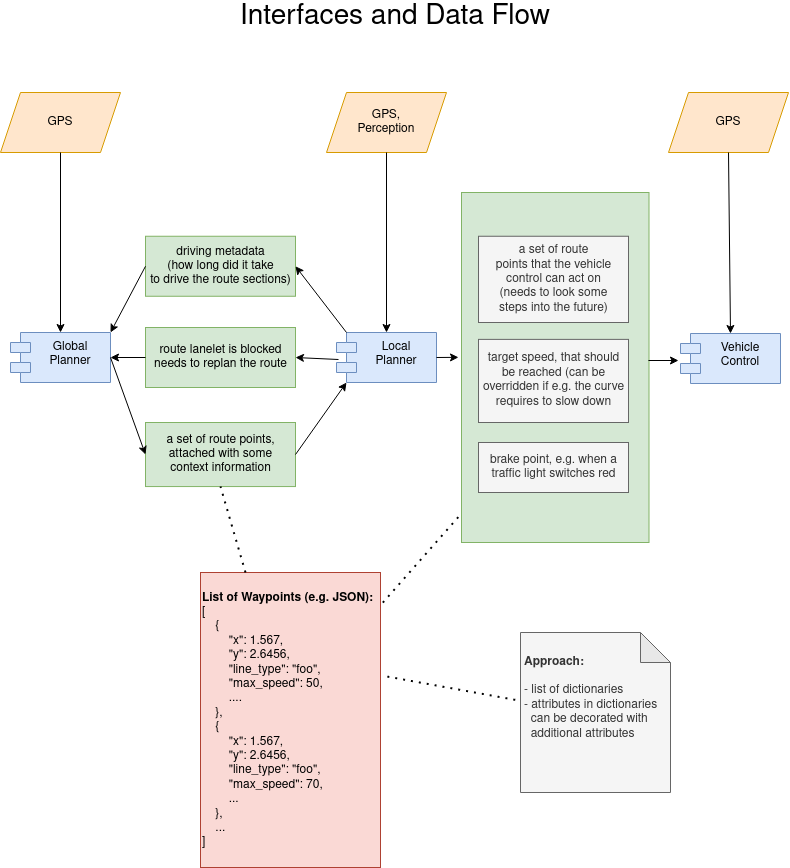 Interfaces and Data Flow
GPS
GPS,
Perception
GPS
driving metadata
(how long did it take
to drive the route sections)
a set of route
points that the vehicle
control can act on
(needs to look some
steps into the future)
Global
Planner
route lanelet is blocked
needs to replan the route
Local
Planner
target speed, that should
be reached (can be
overridden if e.g. the curve
requires to slow down
Vehicle
Control
a set of route points,
attached with some
context information
brake point, e.g. when a
traffic light switches red
List of Waypoints (e.g. JSON):
[
{
"x": 1.567,
"y": 2.6456,
"line_type": "foo",
"max_speed": 50,
....
},
{
"x": 1.567,
"y": 2.6456,
"line_type": "foo",
"max_speed": 70,
...
},
...
]
Approach:
- list of dictionaries
- attributes in dictionaries
can be decorated with
additional attributes